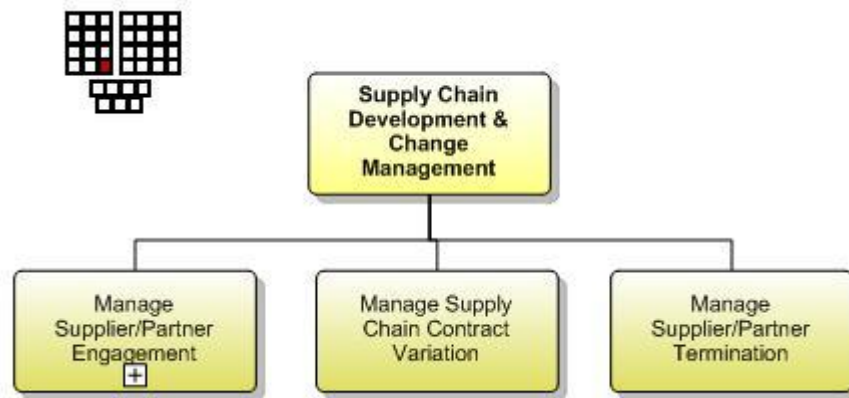 Supply Chain
Development &
Change
Management
Manage
Supplier/Partner
Engagement
Manage Supply
Chain Contract
Variation
Manage
Supplier/Partner
Termination